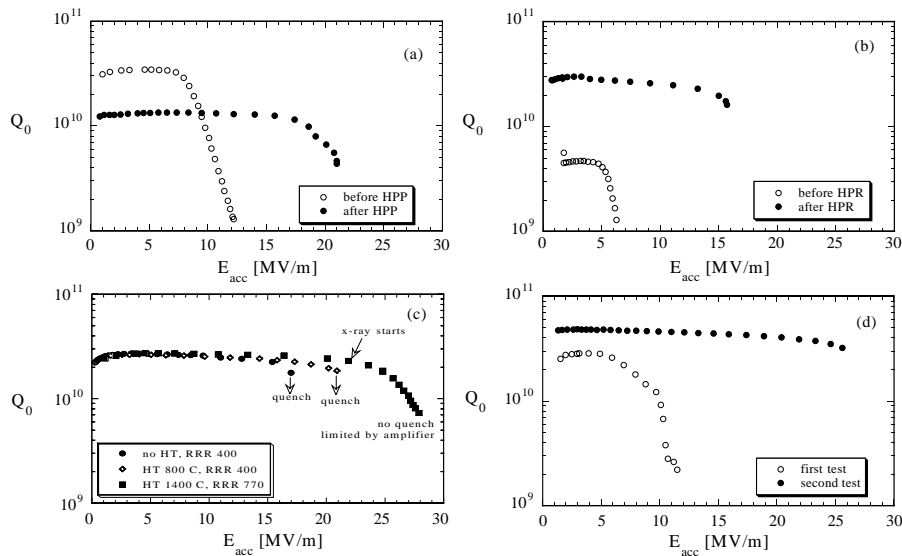 10^11
(a)
Q_0
10^10
before HPP
after HPP
10^9
0 5 10 15 20 25 30
E_acc [MV/m]
10^11
(b)
Q_0
10^10
before HPR
after HPR
10^9
0 5 10 15 20 25 30
E_acc [MV/m]
10^11
(c)
x-ray starts
Q_0
quench
quench
10^10
no quench
limited by amplifier
no HT, RRR 400
HT 800 C, RRR 400
HT 1400 C, RRR 770
10^9
0 5 10 15 20 25 30
E_acc [MV/m]
10^11
(d)
Q_0
10^10
first test
second test
10^9
0 5 10 15 20 25 30
E_acc [MV/m]